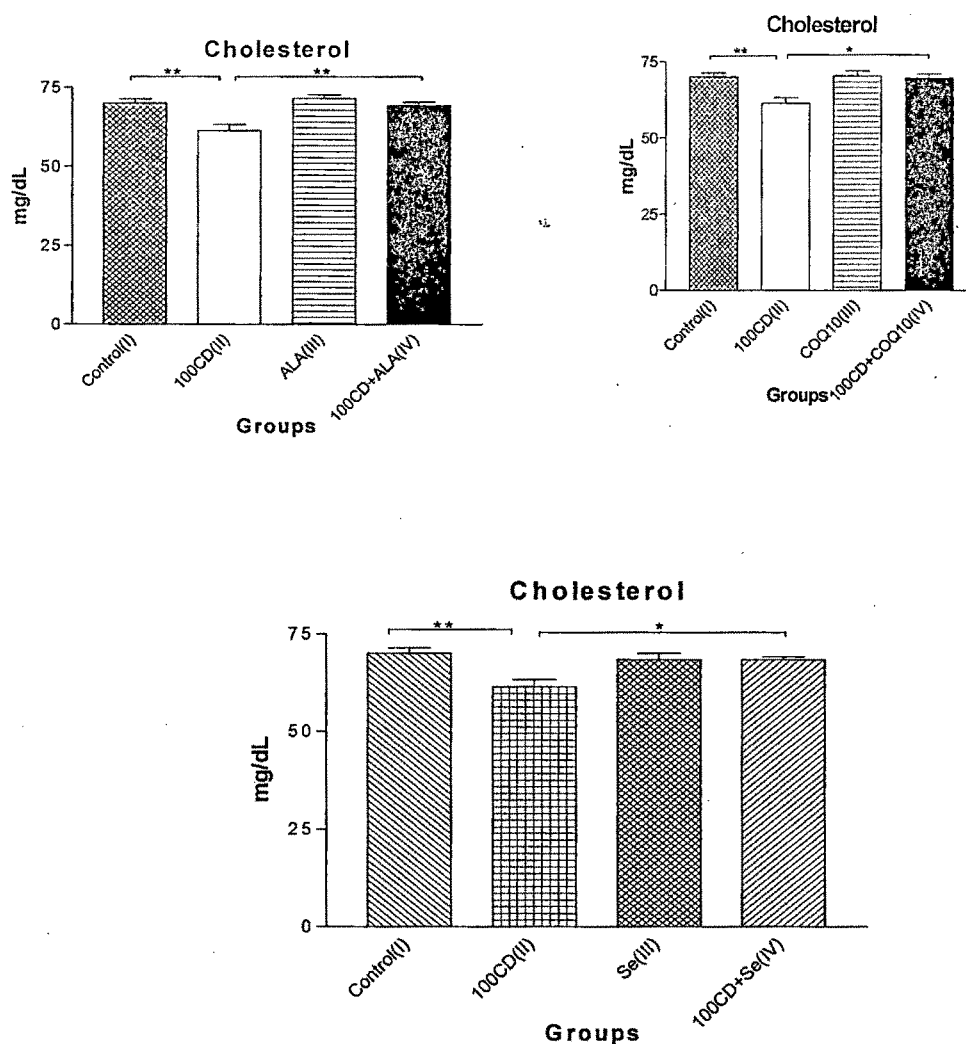 Cholesterol
** **
75
50
25
0
mg/dL
Control(I)
100CD(II)
ALA(III)
100CD+ALA(IV)
Groups
Cholesterol
** *
75
50
25
0
mg/dL
Control(I)
100CD(II)
COQ10(III)
100CD+COQ10(IV)
Groups
Cholesterol
** *
75
50
25
0
mg/dL
Control(I)
100CD(II)
Se(III)
100CD+Se(IV)
Groups